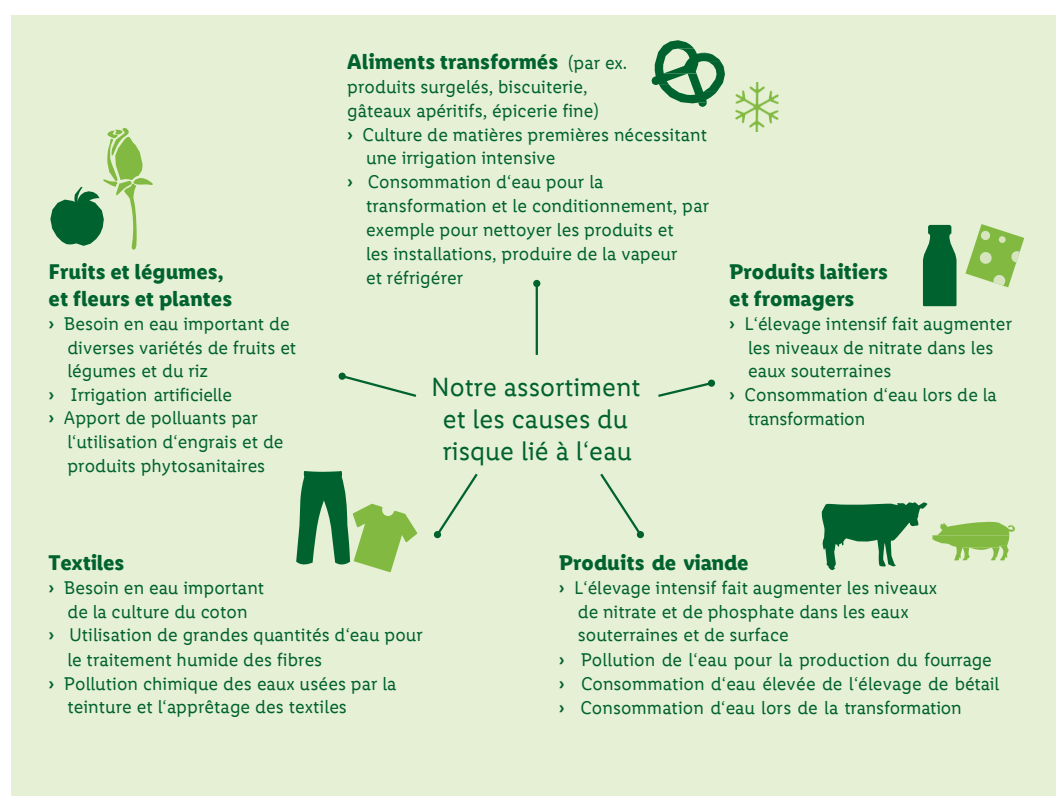 Aliments transformés (par ex.
produits surgelés, biscuiterie,
gâteaux apéritifs, épicerie fine)
› Culture de matières premières nécessitant
une irrigation intensive
› Consommation d‘eau pour la
transformation et le conditionnement, par
exemple pour nettoyer les produits et
les installations, produire de la vapeur
et réfrigérer
Fruits et légumes,
et fleurs et plantes
› Besoin en eau important de
diverses variétés de fruits et
légumes et du riz
› Irrigation artificielle
› Apport de polluants par
l‘utilisation d‘engrais et de
produits phytosanitaires
Produits laitiers
et fromagers
› L‘élevage intensif fait augmenter
les niveaux de nitrate dans les
eaux souterraines
› Consommation d‘eau lors de la
transformation
Notre assortiment
et les causes du
risque lié à l‘eau
Textiles
› Besoin en eau important
de la culture du coton
› Utilisation de grandes quantités d‘eau pour
le traitement humide des fibres
› Pollution chimique des eaux usées par la
teinture et l‘apprêtage des textiles
Produits de viande
› L‘élevage intensif fait augmenter les niveaux
de nitrate et de phosphate dans les eaux
souterraines et de surface
› Pollution de l‘eau pour la production du fourrage
› Consommation d‘eau élevée de l‘élevage de bétail
› Consommation d‘eau lors de la transformation